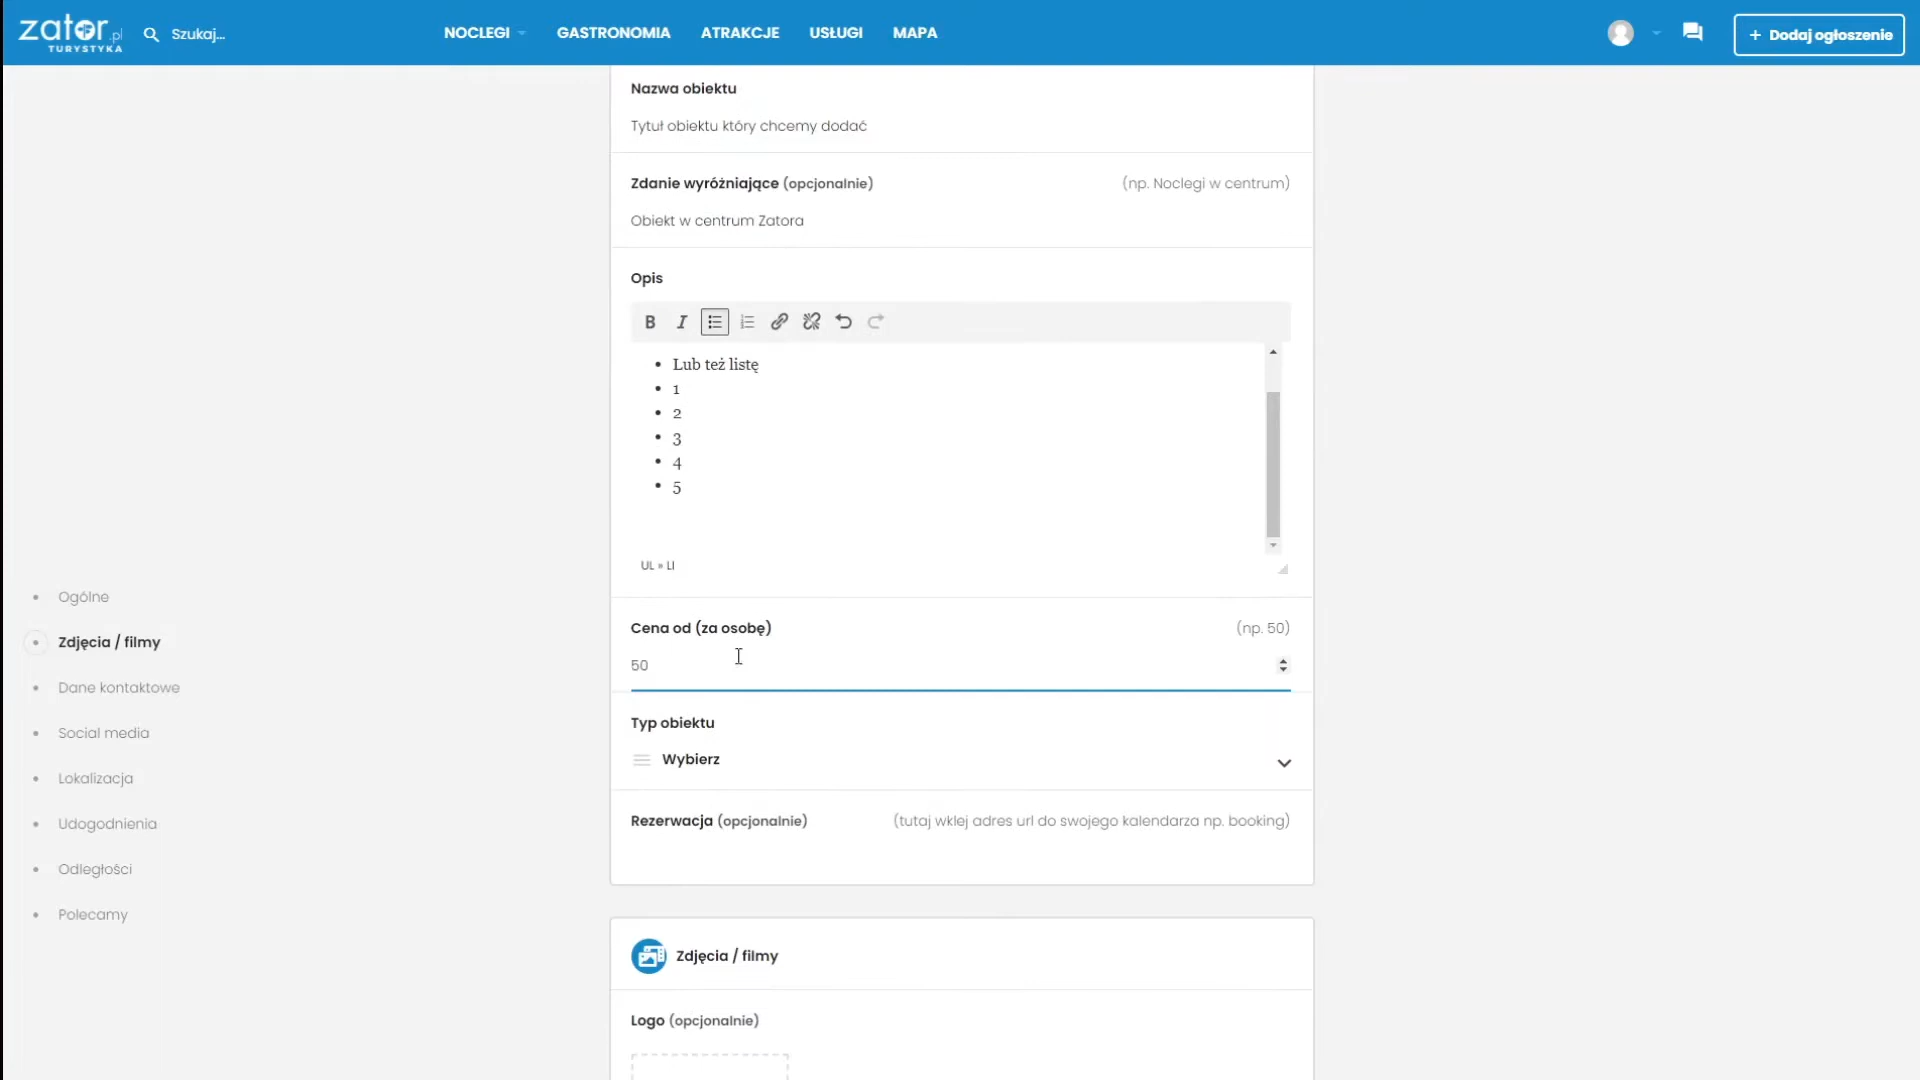 zator.pl
TURYSTYKA
Szukaj...
NOCLEGI
GASTRONOMIA
ATRAKCJE
USŁUGI
MAPA
+ Dodaj ogłoszenie
Nazwa obiektu
Tytuł obiektu który chcemy dodać
Zdanie wyróżniające (opcjonalnie)
(np. Noclegi w centrum)
Obiekt w centrum Zatora
Opis
B I
• Lub też listę
• 1
• 2
• 3
• 4
• 5
UL » LI
Cena od (za osobę)
(np. 50)
50
Typ obiektu
Wybierz
Rezerwacja (opcjonalnie)
(tutaj wklej adres url do swojego kalendarza np. booking)
Zdjęcia / filmy
Logo (opcjonalnie)
• Ogólne
• Zdjęcia / filmy
• Dane kontaktowe
• Social media
• Lokalizacja
• Udogodnienia
• Odległości
• Polecamy